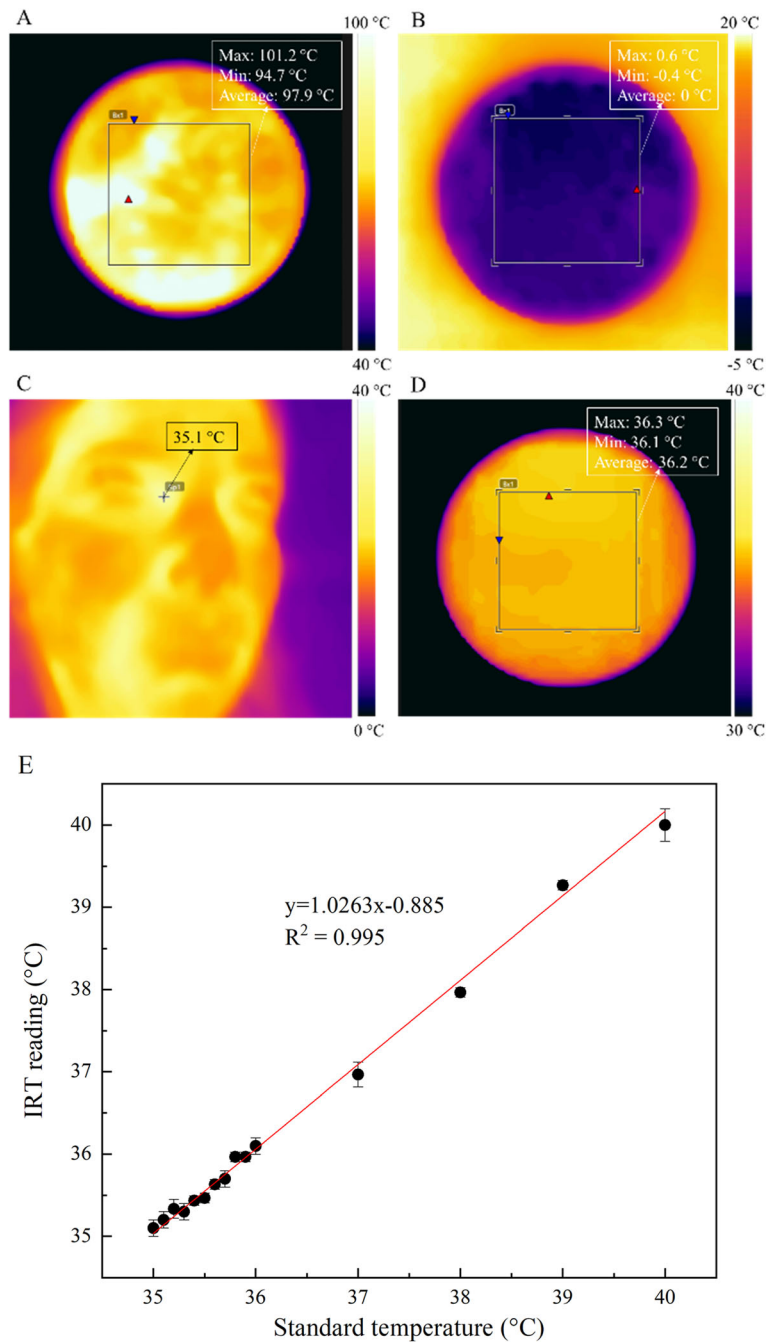 A
100 °C
Max: 101.2 °C
Min: 94.7 °C
Average: 97.9 °C
Bx1
40 °C
B
20 °C
Max: 0.6 °C
Min: -0.4 °C
Average: 0 °C
Bx1
-5 °C
C
40 °C
35.1 °C
0 °C
D
40 °C
Max: 36.3 °C
Min: 36.1 °C
Average: 36.2 °C
Bx1
30 °C
E
y=1.0263x-0.885
R² = 0.995
IRT reading (°C)
40
39
38
37
36
35
35
36
37
38
39
40
Standard temperature (°C)